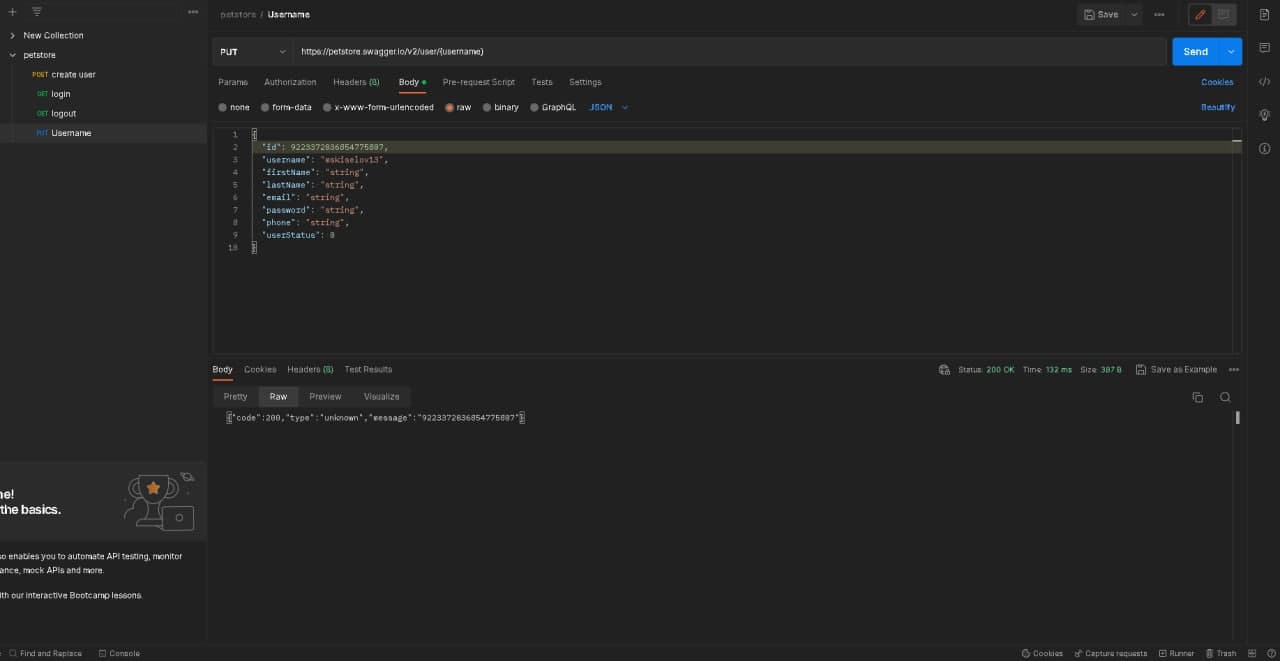 petstore / Username
Save
New Collection
petstore
POST create user
GET login
GET logout
PUT Username
PUT
https://petstore.swagger.io/v2/user/{username}
Send
Params Authorization Headers (8) Body Pre-request Script Tests Settings Cookies
none form-data x-www-form-urlencoded raw binary GraphQL JSON Beautify
1 {
2 "id": 9223372036854775807,
3 "username": "mskiselov13",
4 "firstName": "string",
5 "lastName": "string",
6 "email": "string",
7 "password": "string",
8 "phone": "string",
9 "userStatus": 0
10 }
Body Cookies Headers (8) Test Results Status: 200 OK Time: 132 ms Size: 387 B Save as Example
Pretty Raw Preview Visualize
{"code":200,"type":"unknown","message":"9223372036854775807"}
ne!
the basics.
so enables you to automate API testing, monitor
ance, mock APIs and more.
ith our interactive Bootcamp lessons.
Find and Replace Console Cookies Capture requests Runner Trash